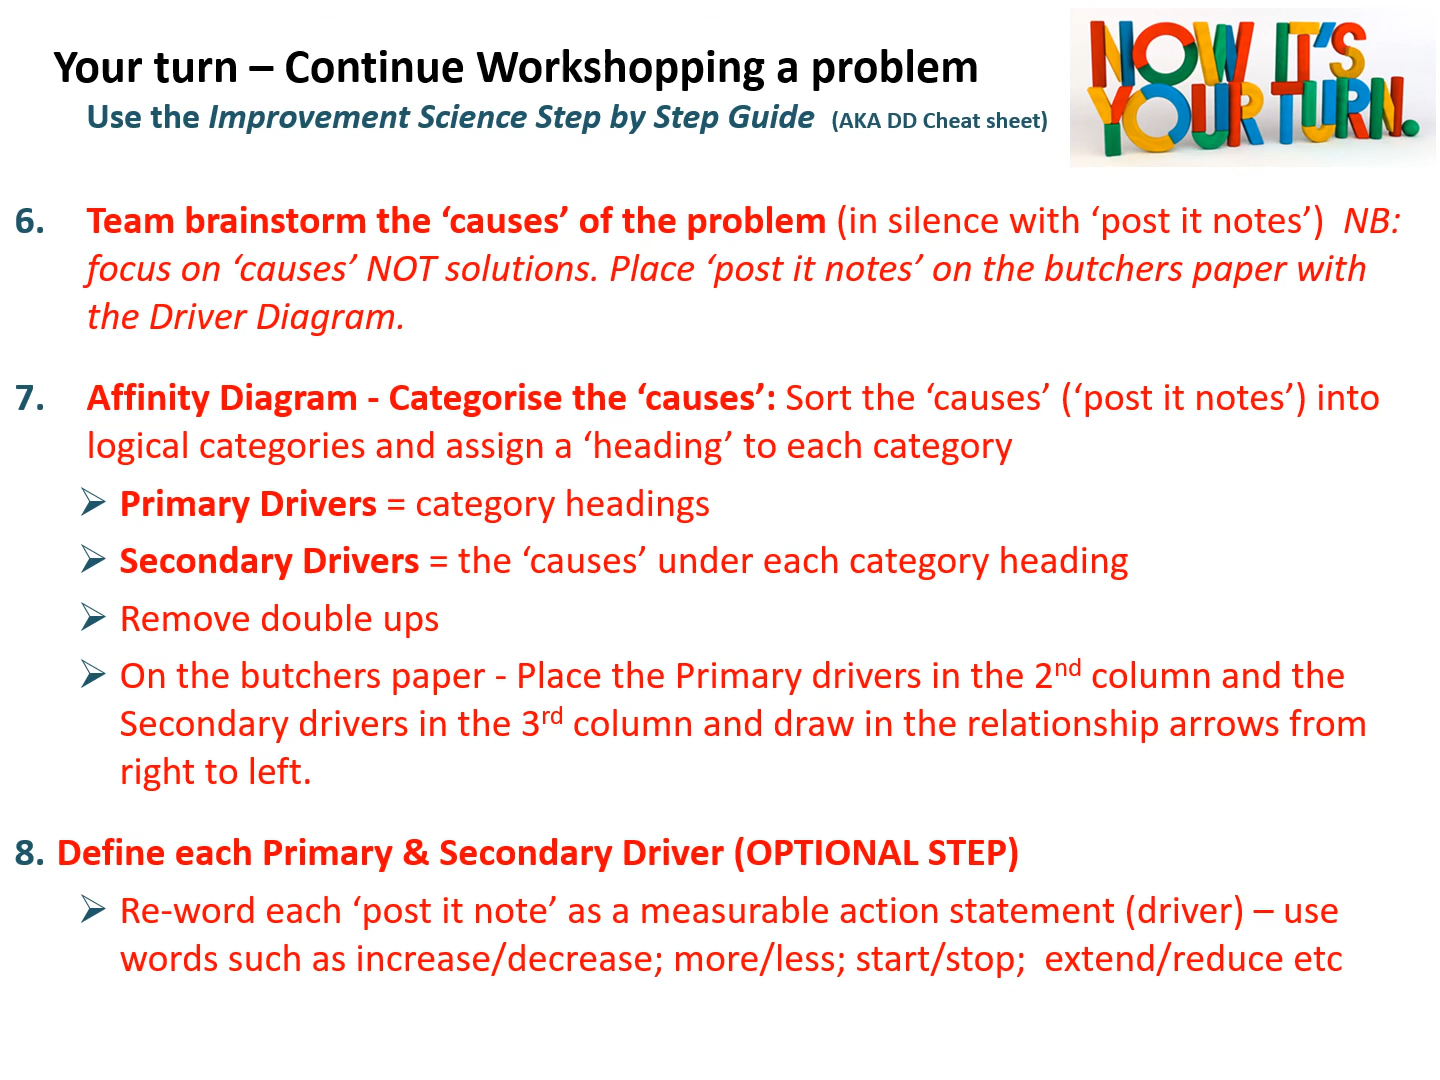 Your turn – Continue Workshopping a problem
Use the Improvement Science Step by Step Guide (AKA DD Cheat sheet)
NOW IT'S
YOUR TURN.
6. Team brainstorm the ‘causes’ of the problem (in silence with ‘post it notes’) NB:
focus on ‘causes’ NOT solutions. Place ‘post it notes’ on the butchers paper with
the Driver Diagram.
7. Affinity Diagram - Categorise the ‘causes’: Sort the ‘causes’ (‘post it notes’) into
logical categories and assign a ‘heading’ to each category
➢ Primary Drivers = category headings
➢ Secondary Drivers = the ‘causes’ under each category heading
➢ Remove double ups
➢ On the butchers paper - Place the Primary drivers in the 2nd column and the
Secondary drivers in the 3rd column and draw in the relationship arrows from
right to left.
8. Define each Primary & Secondary Driver (OPTIONAL STEP)
➢ Re-word each ‘post it note’ as a measurable action statement (driver) – use
words such as increase/decrease; more/less; start/stop; extend/reduce etc